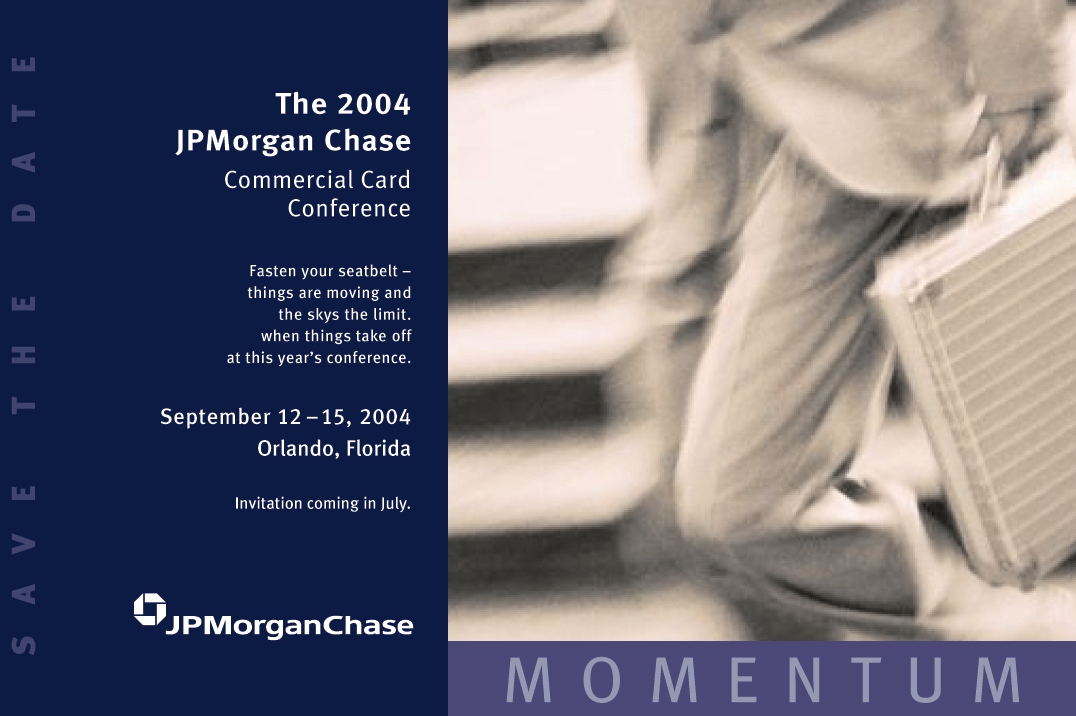 SAVE THE DATE
The 2004
JPMorgan Chase
Commercial Card
Conference
Fasten your seatbelt –
things are moving and
the skys the limit.
when things take off
at this year’s conference.
September 12–15, 2004
Orlando, Florida
Invitation coming in July.
JPMorganChase
MOMENTUM